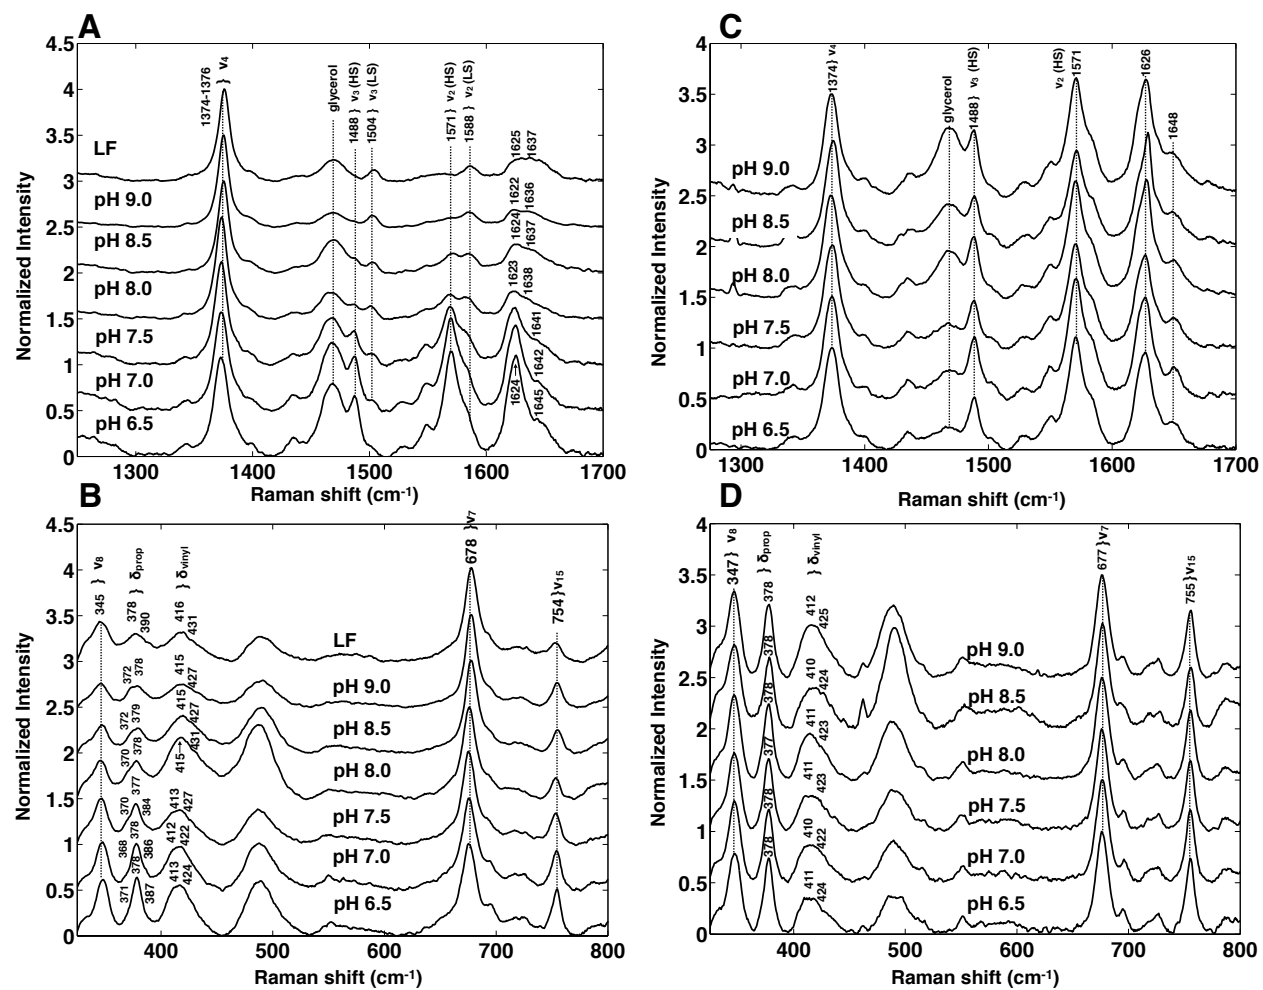 A
4.5
4
3.5
3
2.5
2
1.5
1
0.5
0
Normalized Intensity
1374-1376
} ν4
glycerol
1488 } ν3 (HS)
1504 } ν3 (LS)
1571 } ν2 (HS)
1588 } ν2 (LS)
1625 1637
1622 1636
1624 1637
1623 1638
1641
1642
1624→
1645
LF
pH 9.0
pH 8.5
pH 8.0
pH 7.5
pH 7.0
pH 6.5
1300 1400 1500 1600 1700
Raman shift (cm-1)
C
4
3.5
3
2.5
2
1.5
1
0.5
0
Normalized Intensity
1374 } ν4
glycerol
1488 } ν3 (HS)
ν2 (HS)
1571
1626
1648
pH 9.0
pH 8.5
pH 8.0
pH 7.5
pH 7.0
pH 6.5
1300 1400 1500 1600 1700
Raman shift (cm-1)
B
4.5
4
3.5
3
2.5
2
1.5
1
0.5
0
Normalized Intensity
345 } ν8
378 } δprop
390
416 } δvinyl
431
678 } ν7
754 } ν15
372 378 415 427
372 379 415 427
370 378 415→ 431
370 377 384 413 427
368 378 386 412 422
371 378 387 413 424
LF
pH 9.0
pH 8.5
pH 8.0
pH 7.5
pH 7.0
pH 6.5
400 500 600 700 800
Raman shift (cm-1)
D
4
3.5
3
2.5
2
1.5
1
0.5
0
Normalized Intensity
347 } ν8
378 } δprop
} δvinyl
412 425
677 } ν7
755 } ν15
378 410 424
378 411 423
377 411 423
378 410 422
378 411 424
pH 9.0
pH 8.5
pH 8.0
pH 7.5
pH 7.0
pH 6.5
400 500 600 700 800
Raman shift (cm-1)